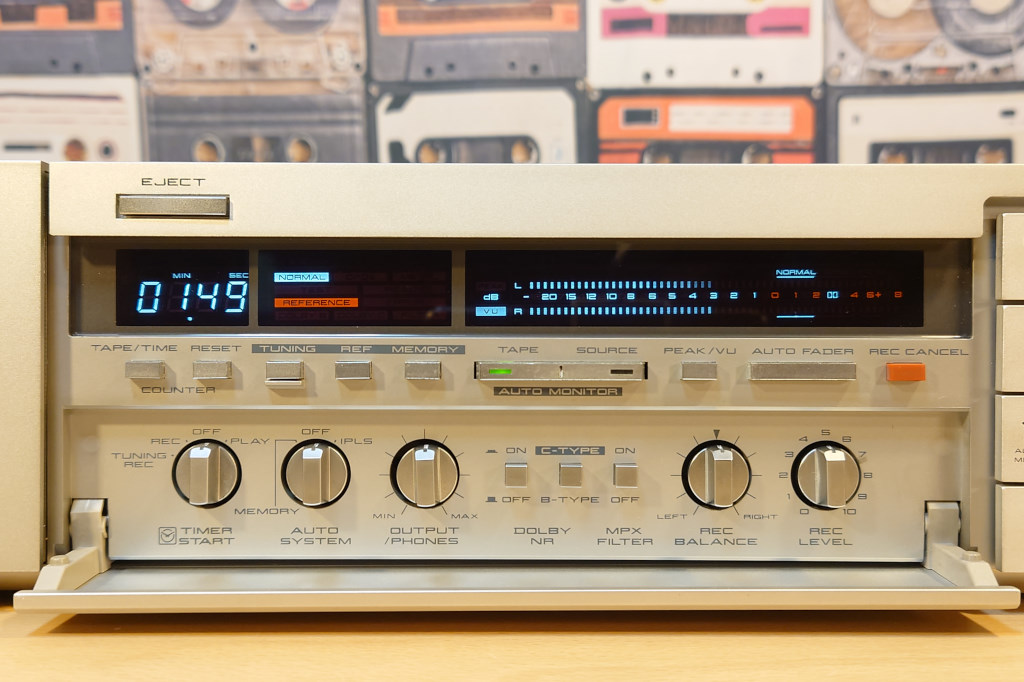 EJECT
MIN SEC
01.49
NORMAL
REFERENCE
NORMAL
L
dB - 20 15 12 10 8 6 5 4 3 2 1 0 1 2 4 5+ 8
VU R
TAPE/TIME RESET TUNING REF MEMORY TAPE SOURCE PEAK/VU AUTO FADER REC CANCEL
COUNTER AUTO MONITOR
REC OFF PLAY
TUNING REC
OFF IPLS
MEMORY
MIN MAX
ON C-TYPE ON
OFF B-TYPE OFF
LEFT RIGHT
0 1 2 3 4 5 6 7 8 9 10
TIMER START
AUTO SYSTEM
OUTPUT /PHONES
DOLBY NR
MPX FILTER
REC BALANCE
REC LEVEL